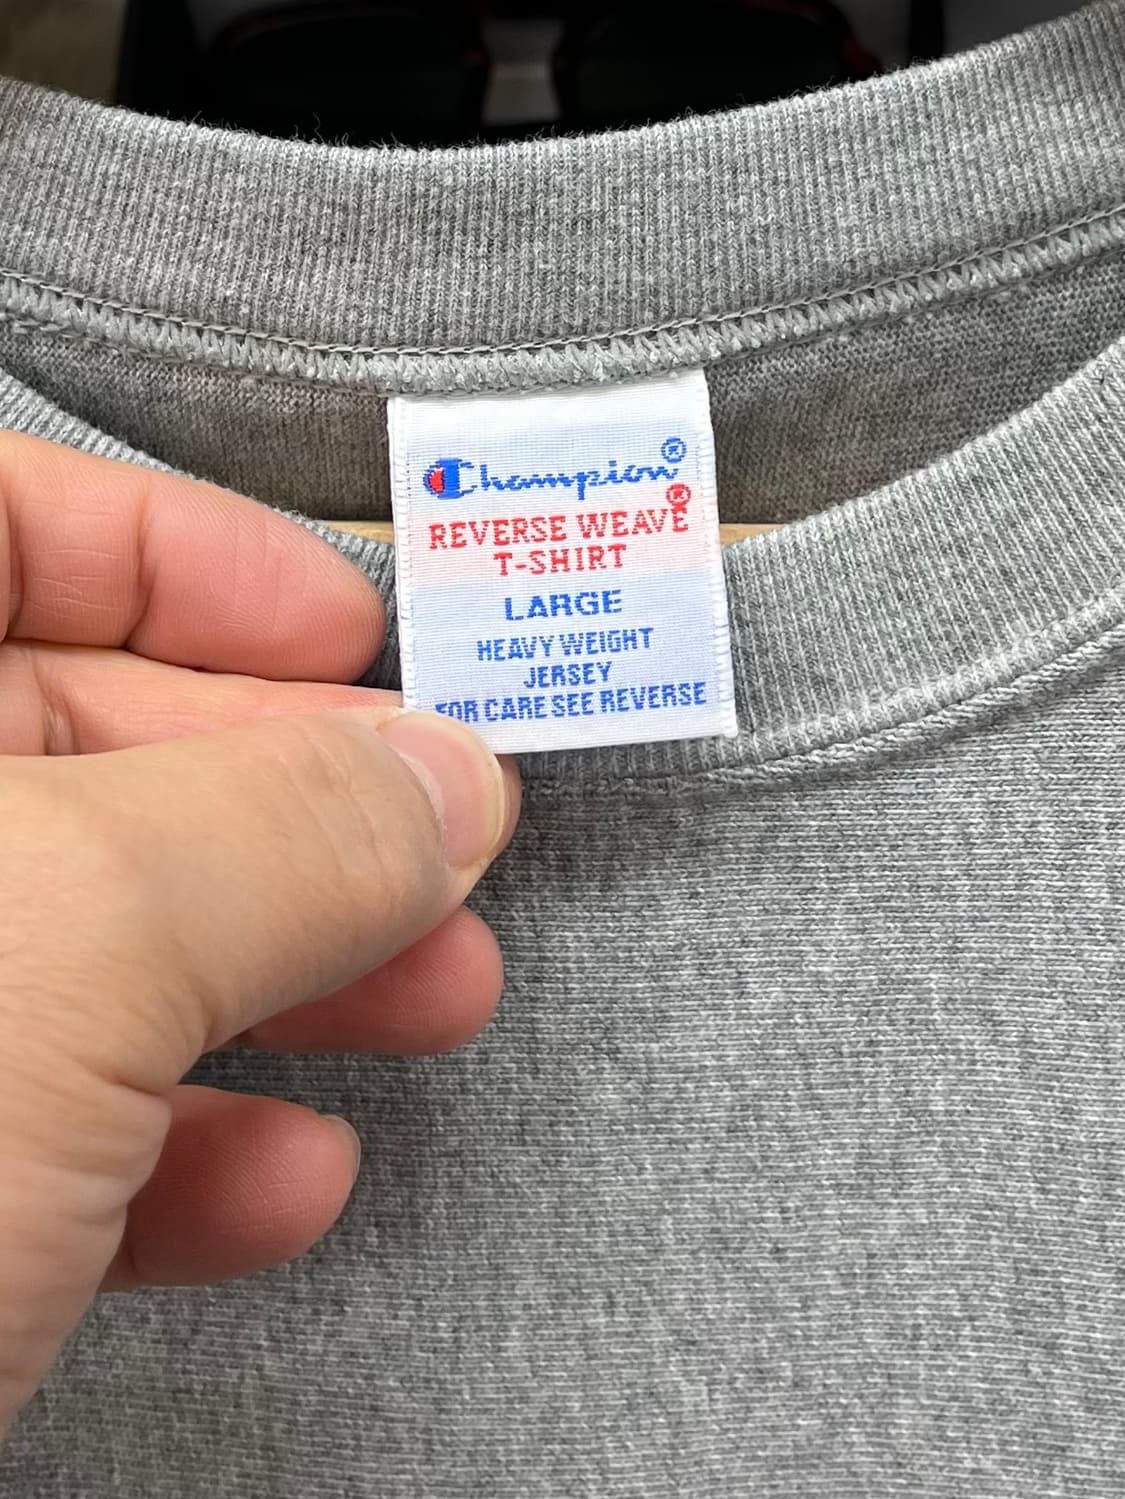 Champion®
REVERSE WEAVE®
T-SHIRT
LARGE
HEAVY WEIGHT
JERSEY
FOR CARE SEE REVERSE